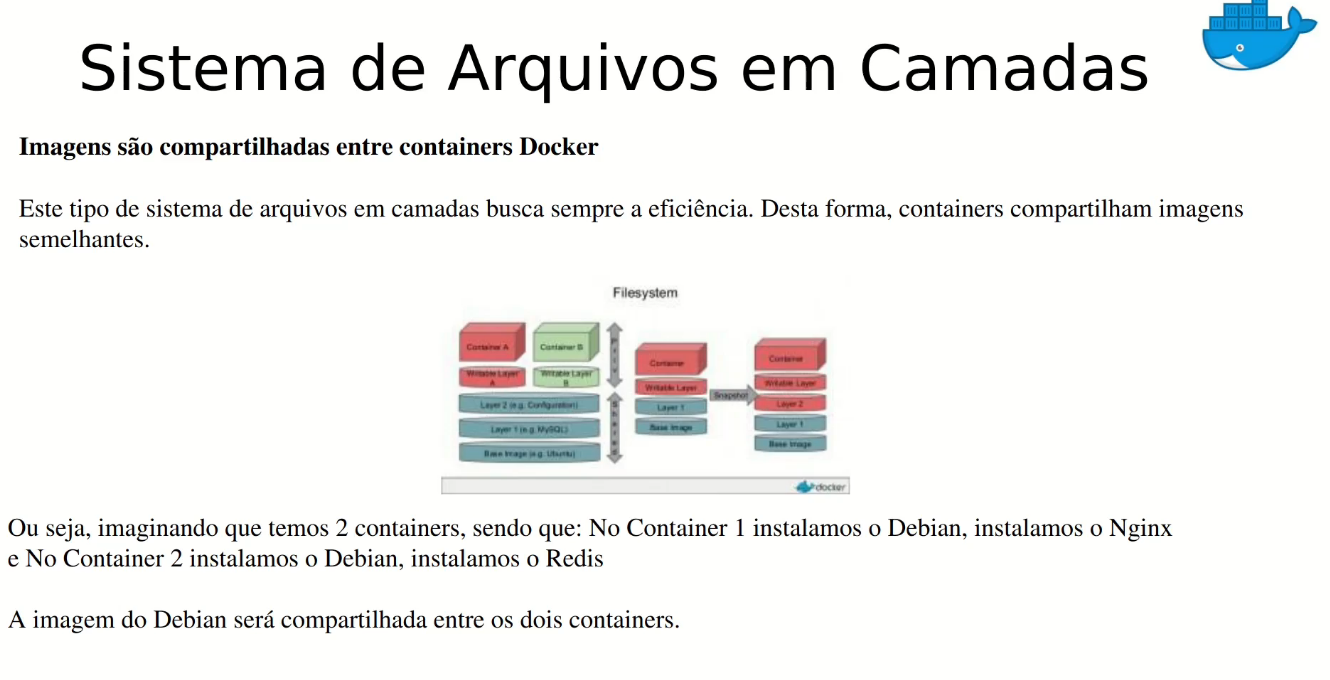 Sistema de Arquivos em Camadas
Imagens são compartilhadas entre containers Docker
Este tipo de sistema de arquivos em camadas busca sempre a eficiência. Desta forma, containers compartilham imagens
semelhantes.
Filesystem
Container A
Container B
Writable Layer
A
Writable Layer
B
Layer 2 (e.g. Configuration)
Layer 1 (e.g. MySQL)
Base Image (e.g. Ubuntu)
Shared
Container
Writable Layer
Layer 1
Base Image
Snapshot
Container
Writable Layer
Layer 2
Layer 1
Base Image
docker
Ou seja, imaginando que temos 2 containers, sendo que: No Container 1 instalamos o Debian, instalamos o Nginx
e No Container 2 instalamos o Debian, instalamos o Redis
A imagem do Debian será compartilhada entre os dois containers.